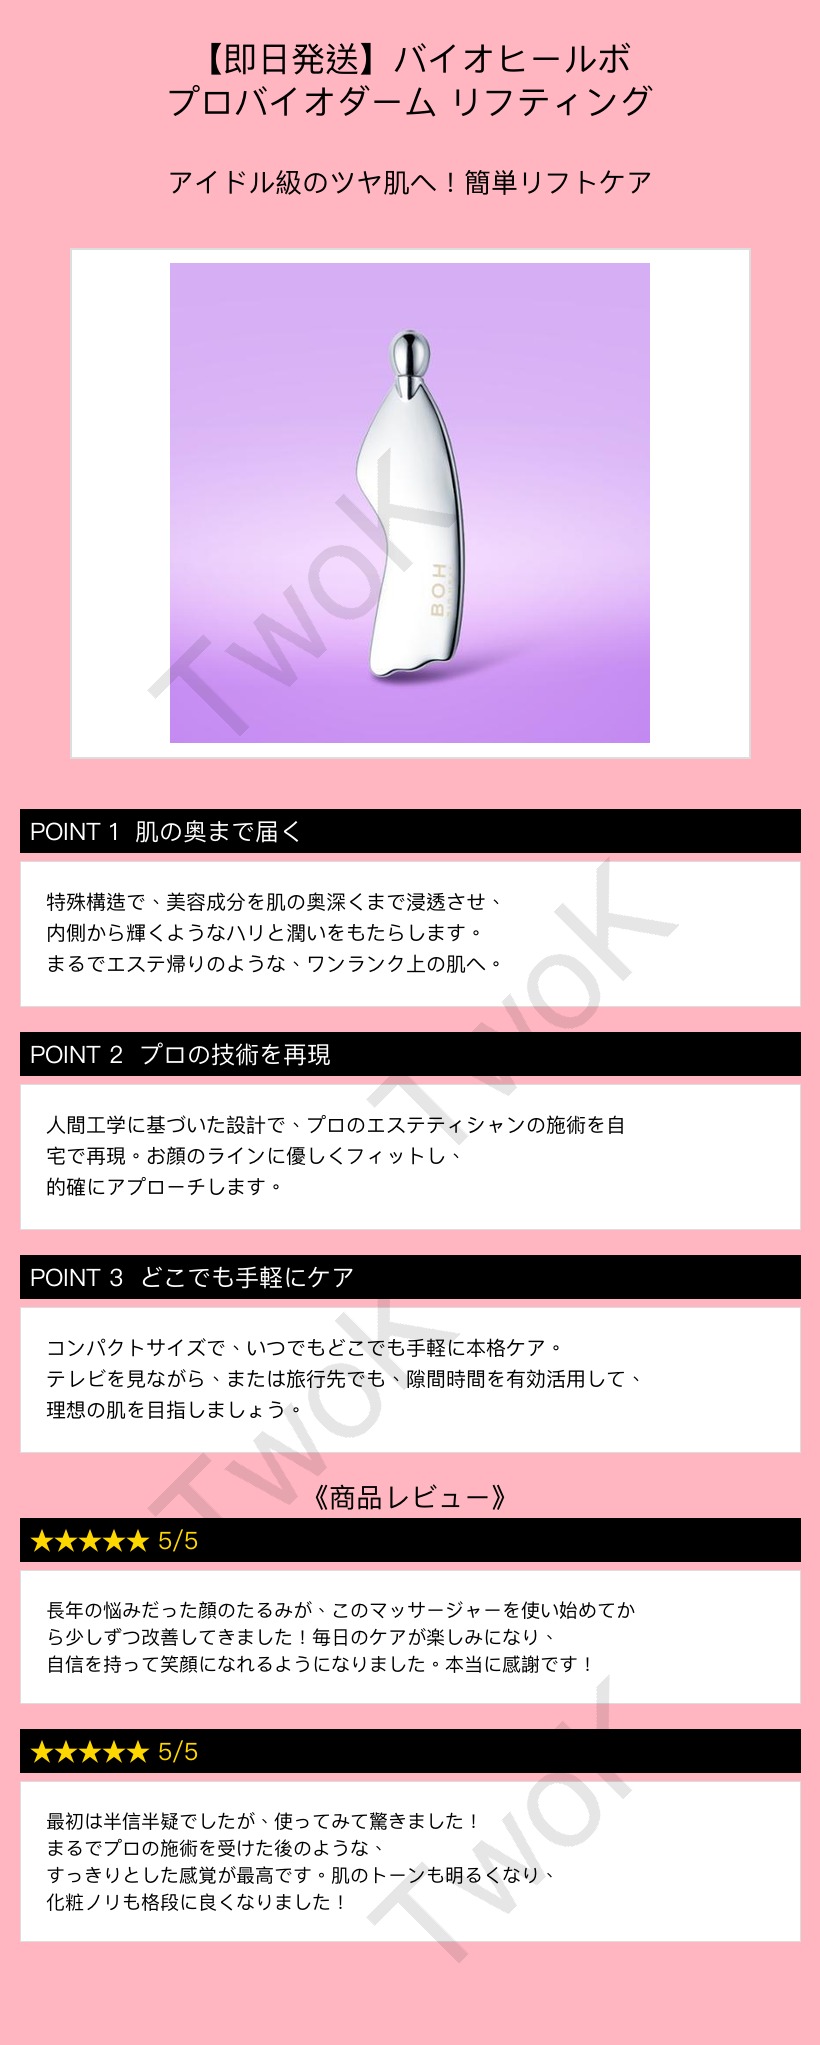 【即日発送】バイオヒールボ
プロバイオダーム リフティング
アイドル級のツヤ肌へ！簡単リフトケア
BOH
TwoK
POINT 1 肌の奥まで届く
特殊構造で、美容成分を肌の奥深くまで浸透させ、
内側から輝くようなハリと潤いをもたらします。
まるでエステ帰りのような、ワンランク上の肌へ。
TwoK
POINT 2 プロの技術を再現
人間工学に基づいた設計で、プロのエステティシャンの施術を自
宅で再現。お顔のラインに優しくフィットし、
的確にアプローチします。
POINT 3 どこでも手軽にケア
コンパクトサイズで、いつでもどこでも手軽に本格ケア。
テレビを見ながら、または旅行先でも、隙間時間を有効活用して、
理想の肌を目指しましょう。
TwoK
《商品レビュー》
★★★★★ 5/5
長年の悩みだった顔のたるみが、このマッサージャーを使い始めてか
ら少しずつ改善してきました！毎日のケアが楽しみになり、
自信を持って笑顔になれるようになりました。本当に感謝です！
★★★★★ 5/5
最初は半信半疑でしたが、使ってみて驚きました！
まるでプロの施術を受けた後のような、
すっきりとした感覚が最高です。肌のトーンも明るくなり、
化粧ノリも格段に良くなりました！
TwoK